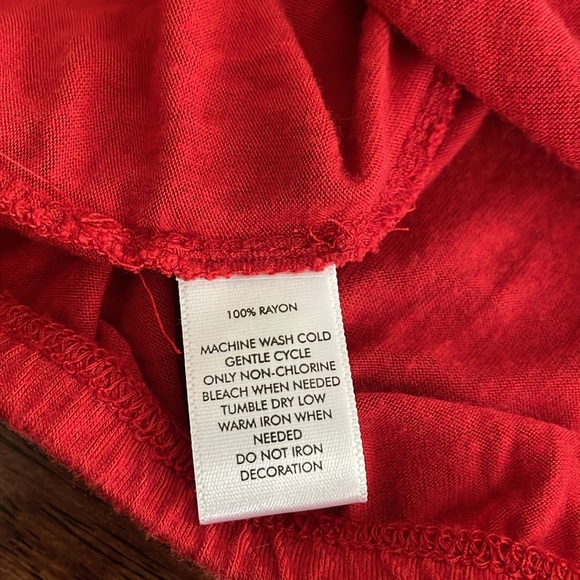 100% RAYON
MACHINE WASH COLD
GENTLE CYCLE
ONLY NON-CHLORINE
BLEACH WHEN NEEDED
TUMBLE DRY LOW
WARM IRON WHEN
NEEDED
DO NOT IRON
DECORATION